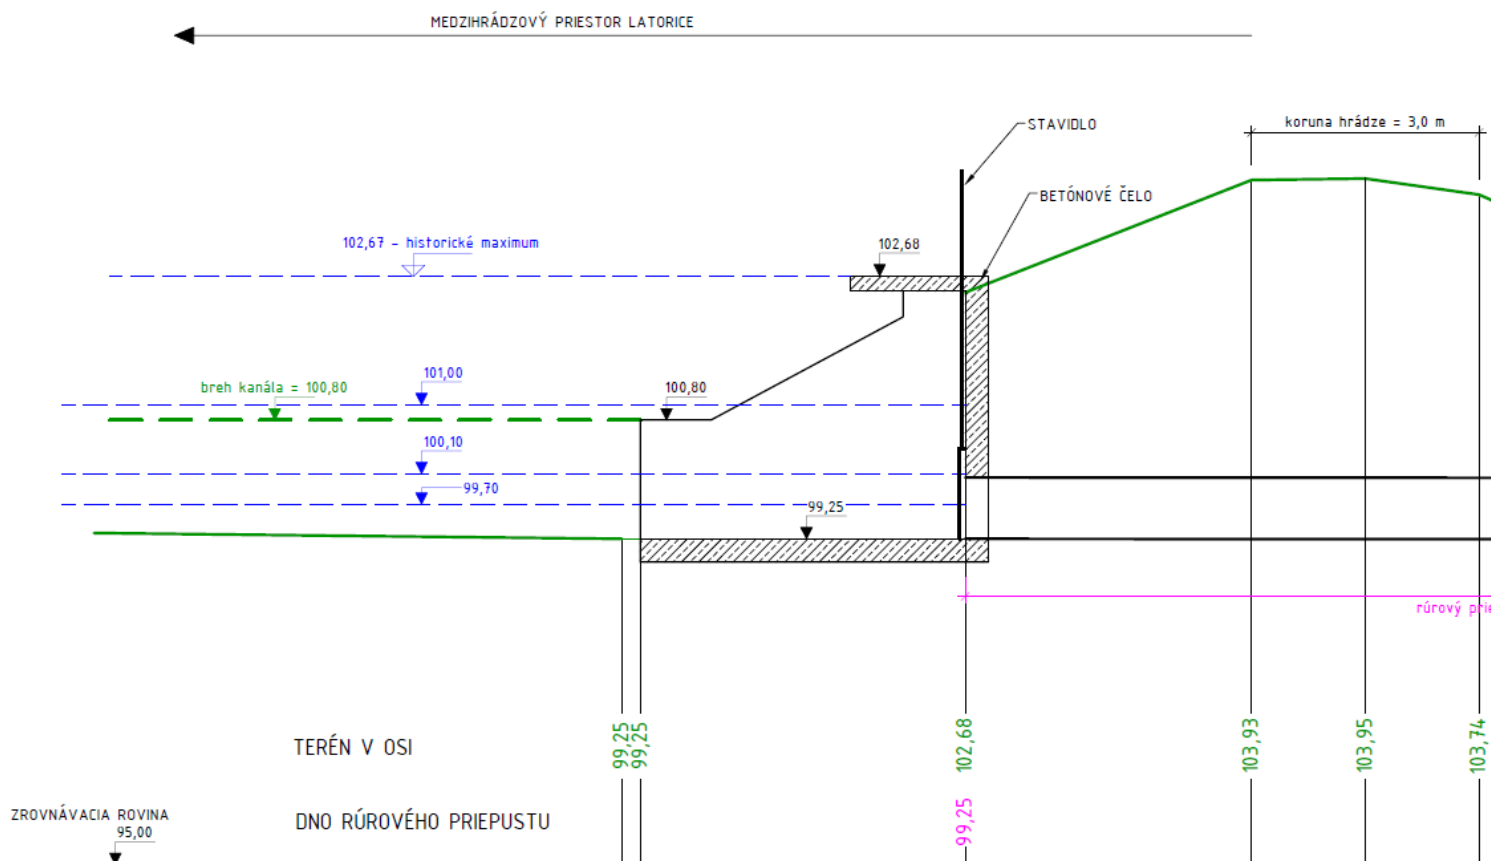 MEDZIHRÁDZOVÝ PRIESTOR LATORICE
STAVIDLO
koruna hrádze = 3,0 m
BETÓNOVÉ ČELO
102,67 - historické maximum
102,68
101,00
breh kanála = 100,80
100,80
100,10
99,70
99,25
rúrový prie
TERÉN V OSI
99,25
99,25
102,68
103,93
103,95
103,74
ZROVNÁVACIA ROVINA
95,00
DNO RÚROVÉHO PRIEPUSTU
99,25